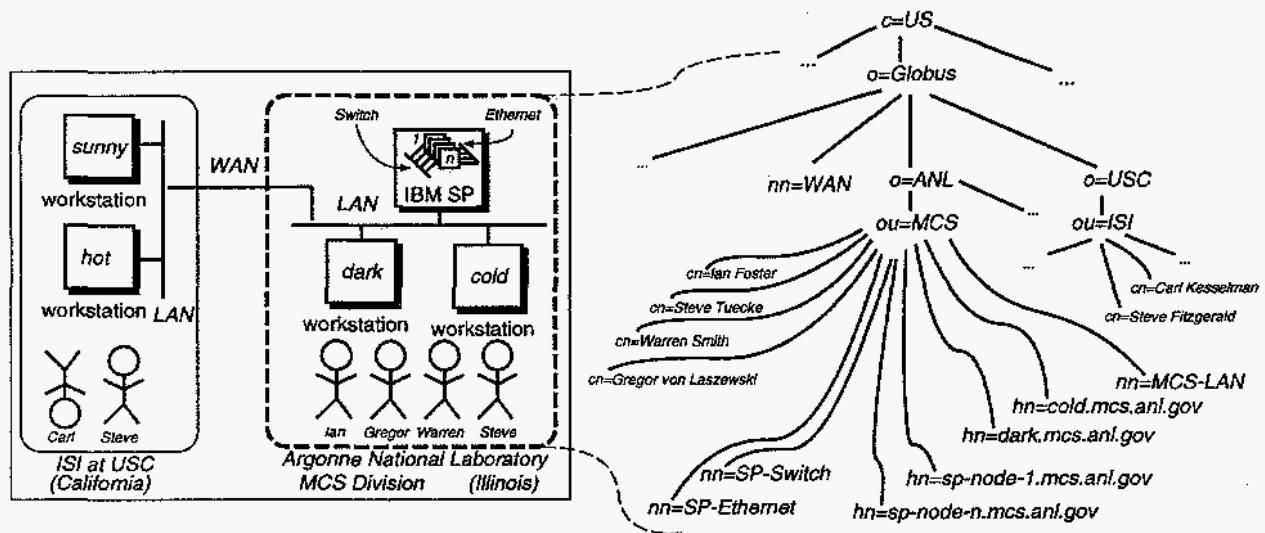 Switch
Ethernet
1
n
sunny
workstation
WAN
IBM SP
LAN
hot
workstation
LAN
dark
workstation
cold
workstation
Carl
Steve
Ian
Gregor
Warren
Steve
ISI at USC
(California)
Argonne National Laboratory
MCS Division
(Illinois)
c=US
...
o=Globus
...
...
nn=WAN
o=ANL
o=USC
...
ou=MCS
ou=ISI
...
...
cn=Ian Foster
cn=Carl Kesselman
cn=Steve Tuecke
cn=Steve Fitzgerald
cn=Warren Smith
cn=Gregor von Laszewski
nn=MCS-LAN
hn=cold.mcs.anl.gov
hn=dark.mcs.anl.gov
nn=SP-Switch
hn=sp-node-1.mcs.anl.gov
nn=SP-Ethernet
hn=sp-node-n.mcs.anl.gov